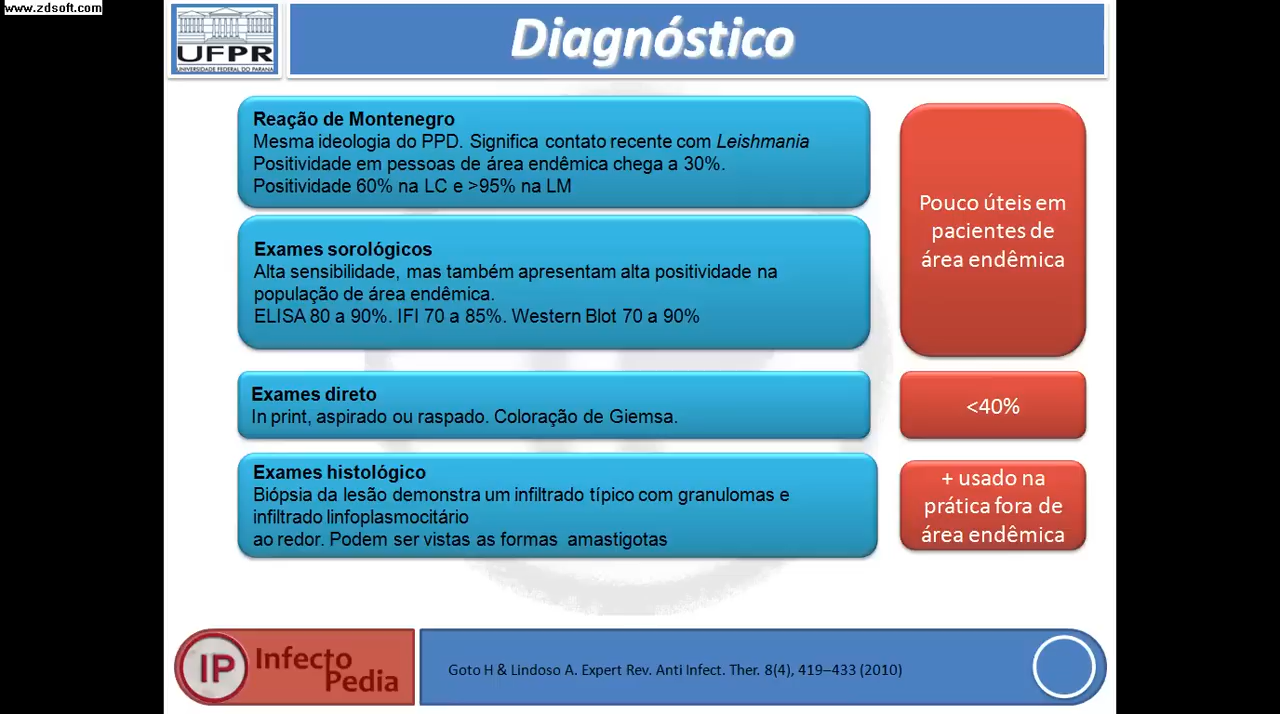 www.zdsoft.com
UFPR
UNIVERSIDADE FEDERAL DO PARANÁ
Diagnóstico
Reação de Montenegro
Mesma ideologia do PPD. Significa contato recente com Leishmania
Positividade em pessoas de área endêmica chega a 30%.
Positividade 60% na LC e >95% na LM
Exames sorológicos
Alta sensibilidade, mas também apresentam alta positividade na
população de área endêmica.
ELISA 80 a 90%. IFI 70 a 85%. Western Blot 70 a 90%
Pouco úteis em
pacientes de
área endêmica
Exames direto
In print, aspirado ou raspado. Coloração de Giemsa.
<40%
Exames histológico
Biópsia da lesão demonstra um infiltrado típico com granulomas e
infiltrado linfoplasmocitário
ao redor. Podem ser vistas as formas amastigotas
+ usado na
prática fora de
área endêmica
IP
Infecto
Pedia
Goto H & Lindoso A. Expert Rev. Anti Infect. Ther. 8(4), 419–433 (2010)